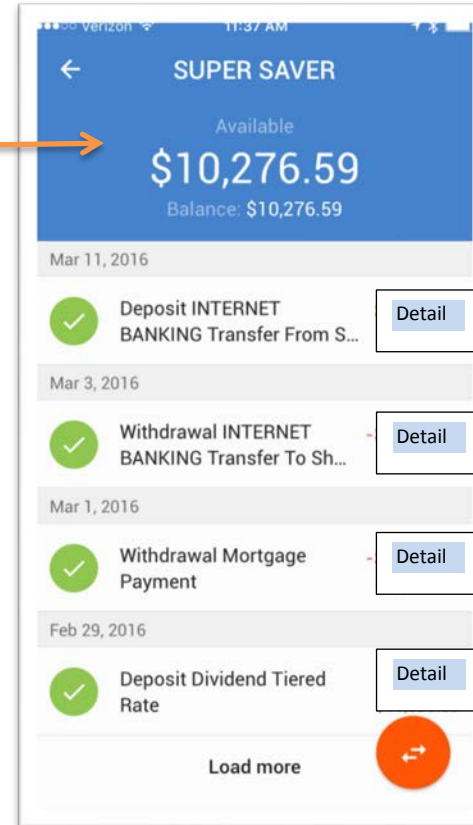 Verizon 11:37 AM
SUPER SAVER
Available
$10,276.59
Balance: $10,276.59
Mar 11, 2016
Deposit INTERNET
BANKING Transfer From S...
Detail
Mar 3, 2016
Withdrawal INTERNET
BANKING Transfer To Sh...
Detail
Mar 1, 2016
Withdrawal Mortgage
Payment
Detail
Feb 29, 2016
Deposit Dividend Tiered
Rate
Detail
Load more